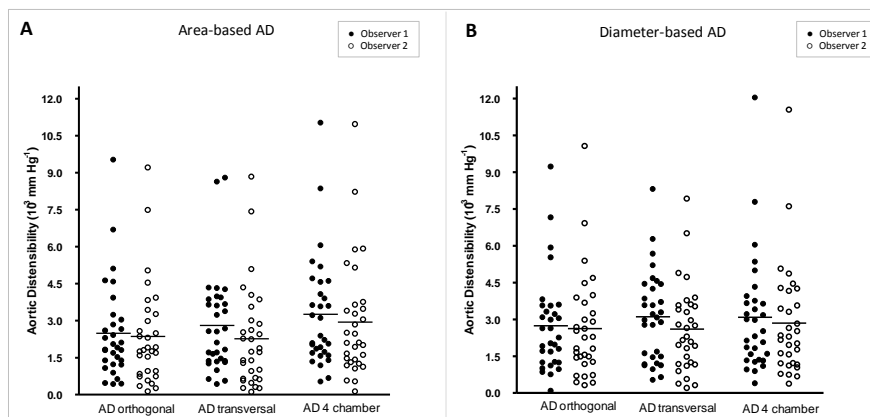 A
Area-based AD
Observer 1
Observer 2
Aortic Distensibility (10³ mm Hg⁻¹)
12.0
10.5
9.0
7.5
6.0
4.5
3.0
1.5
0.0
AD orthogonal AD transversal AD 4 chamber
B
Diameter-based AD
Observer 1
Observer 2
Aortic Distensibility (10³ mm Hg⁻¹)
12.0
10.5
9.0
7.5
6.0
4.5
3.0
1.5
0.0
AD orthogonal AD transversal AD 4 chamber